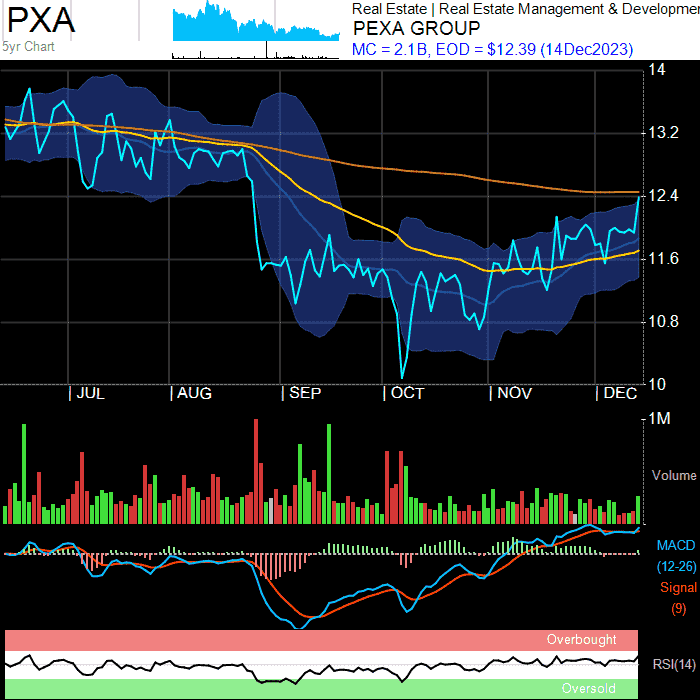 PXA
5yr Chart
Real Estate | Real Estate Management & Developmen
PEXA GROUP
MC = 2.1B, EOD = $12.39 (14Dec2023)
14
13.2
12.4
11.6
10.8
10
JUL AUG SEP OCT NOV DEC
1M
Volume
MACD
(12-26)
Signal
(9)
Overbought
RSI(14)
Oversold